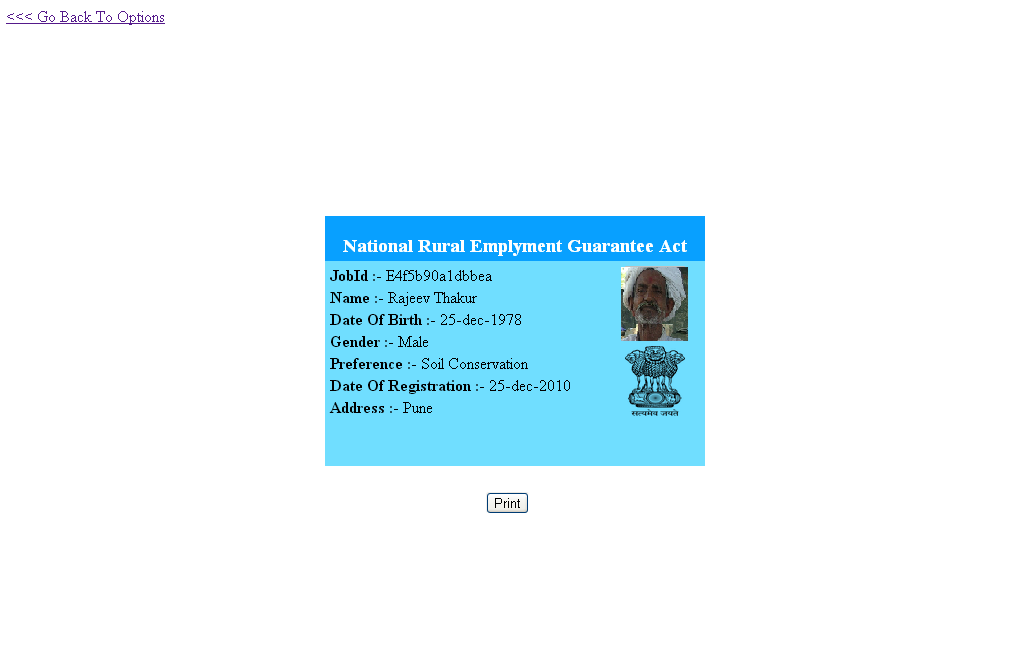 <<< Go Back To Options
National Rural Emplyment Guarantee Act
JobId :- E4f5b90a1dbbea
Name :- Rajeev Thakur
Date Of Birth :- 25-dec-1978
Gender :- Male
Preference :- Soil Conservation
Date Of Registration :- 25-dec-2010
Address :- Pune
सत्यमेव जयते
Print